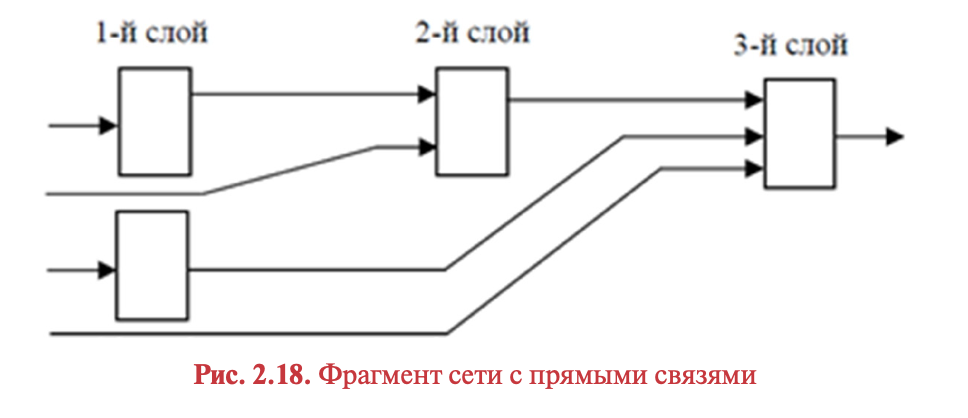 1-й слой
2-й слой
3-й слой
Рис. 2.18. Фрагмент сети с прямыми связями